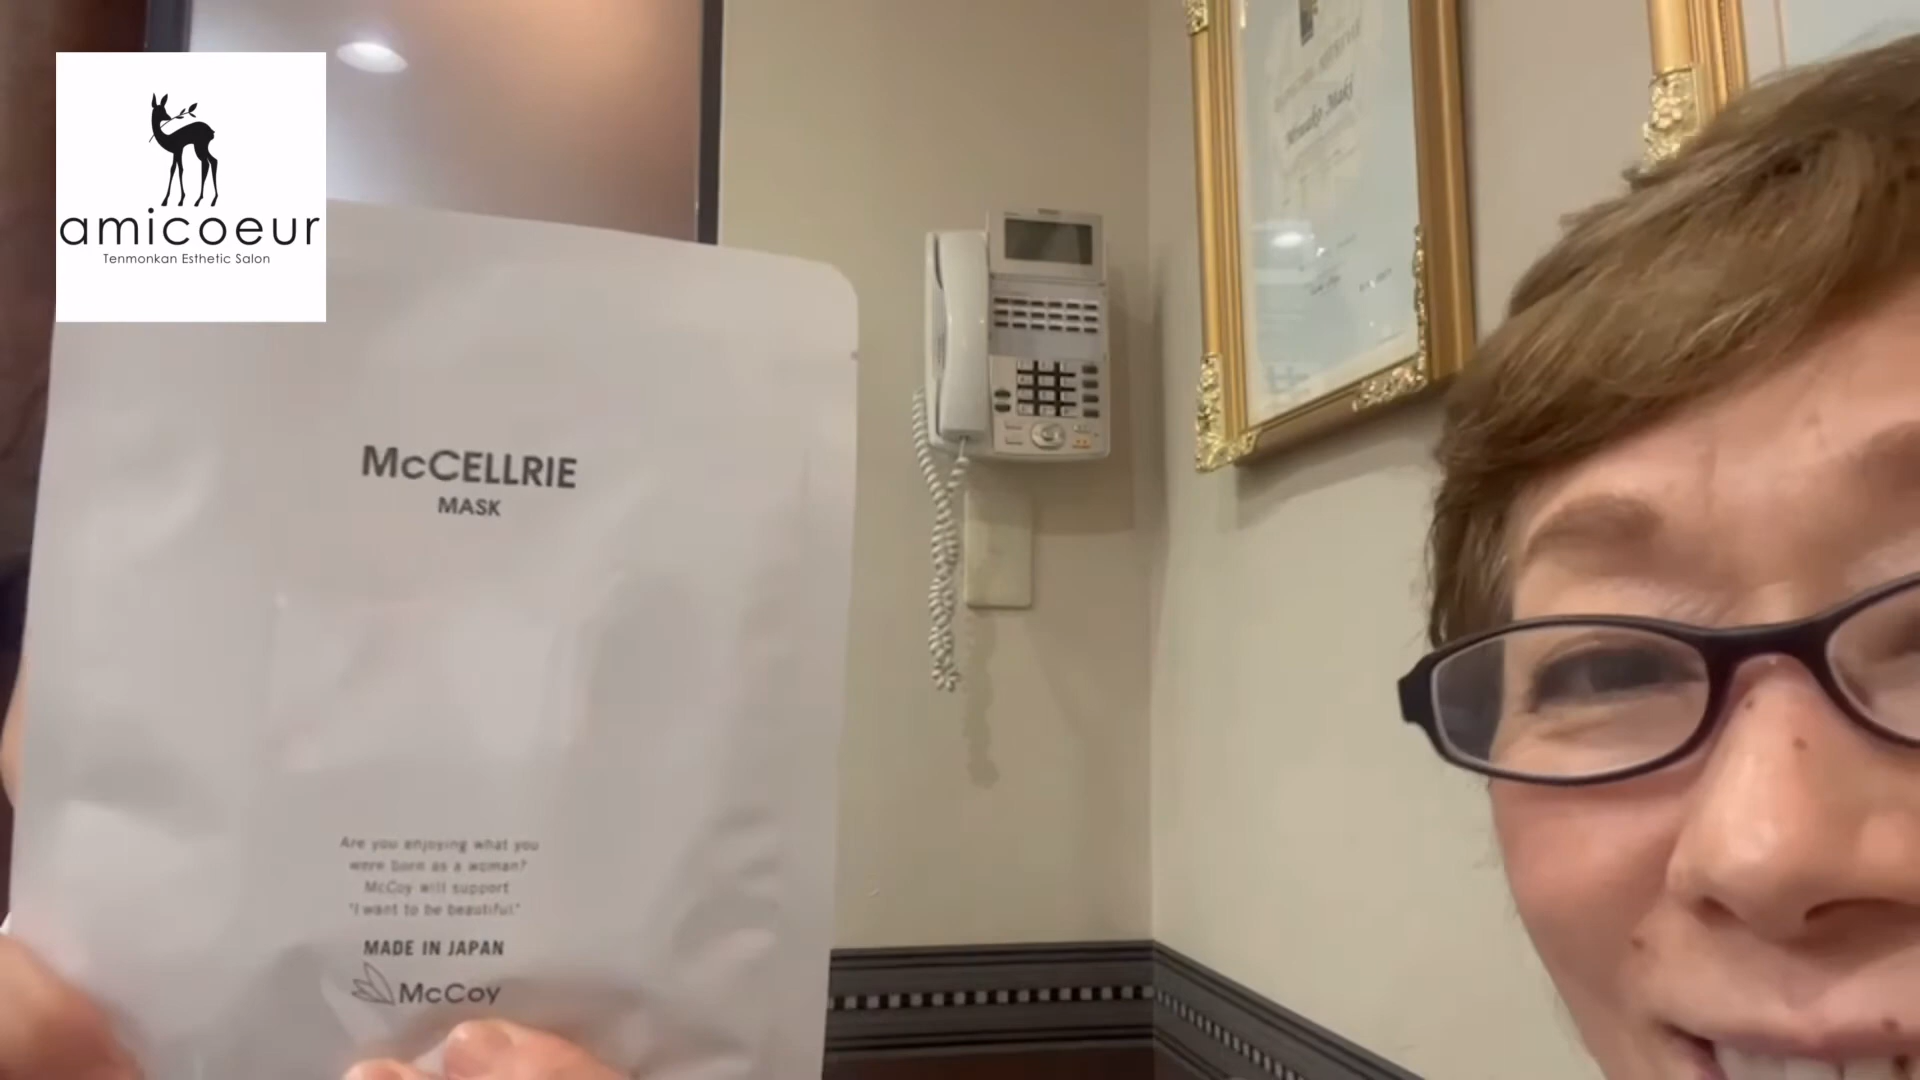 amicoeur
Tenmonkan Esthetic Salon
McCELLRIE
MASK
Are you enjoying what you
were born as a woman?
McCoy will support
"I want to be beautiful."
MADE IN JAPAN
McCoy